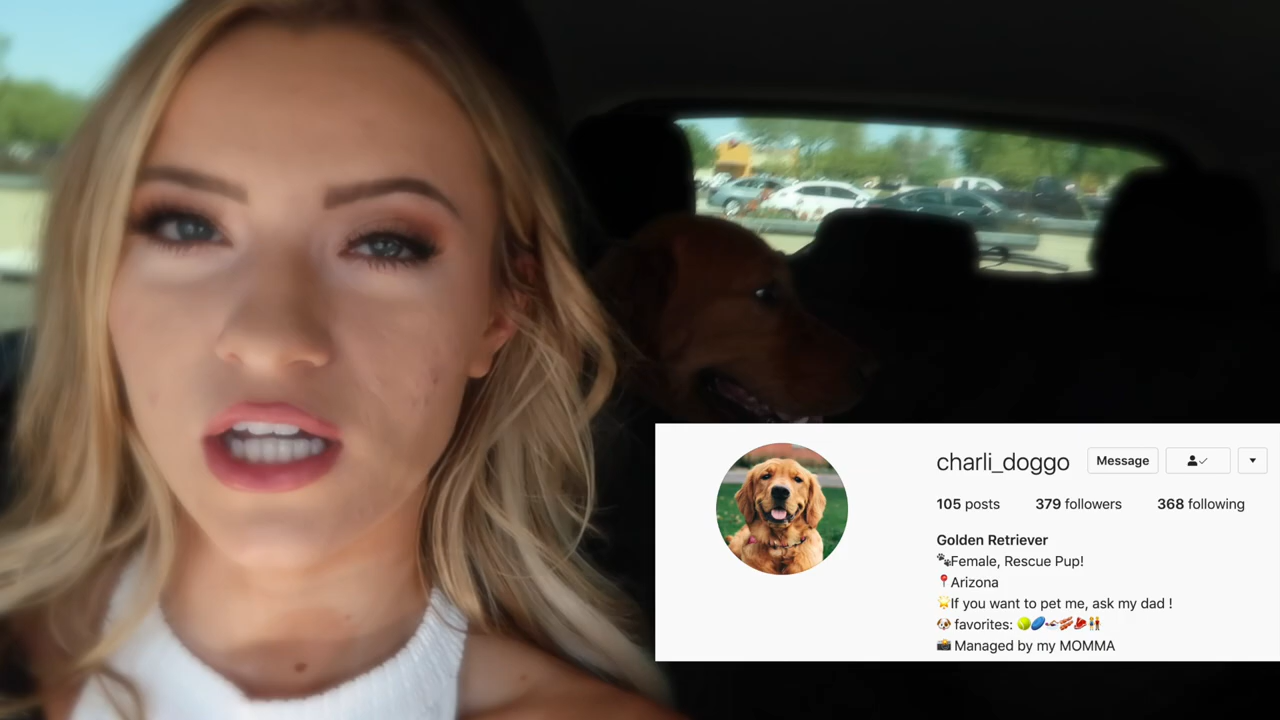 charli_doggo Message
105 posts 379 followers 368 following
Golden Retriever
🐾Female, Rescue Pup!
📍Arizona
🌟If you want to pet me, ask my dad !
🐶 favorites: 🎾🏉🦴🥓🥩👫
📸 Managed by my MOMMA